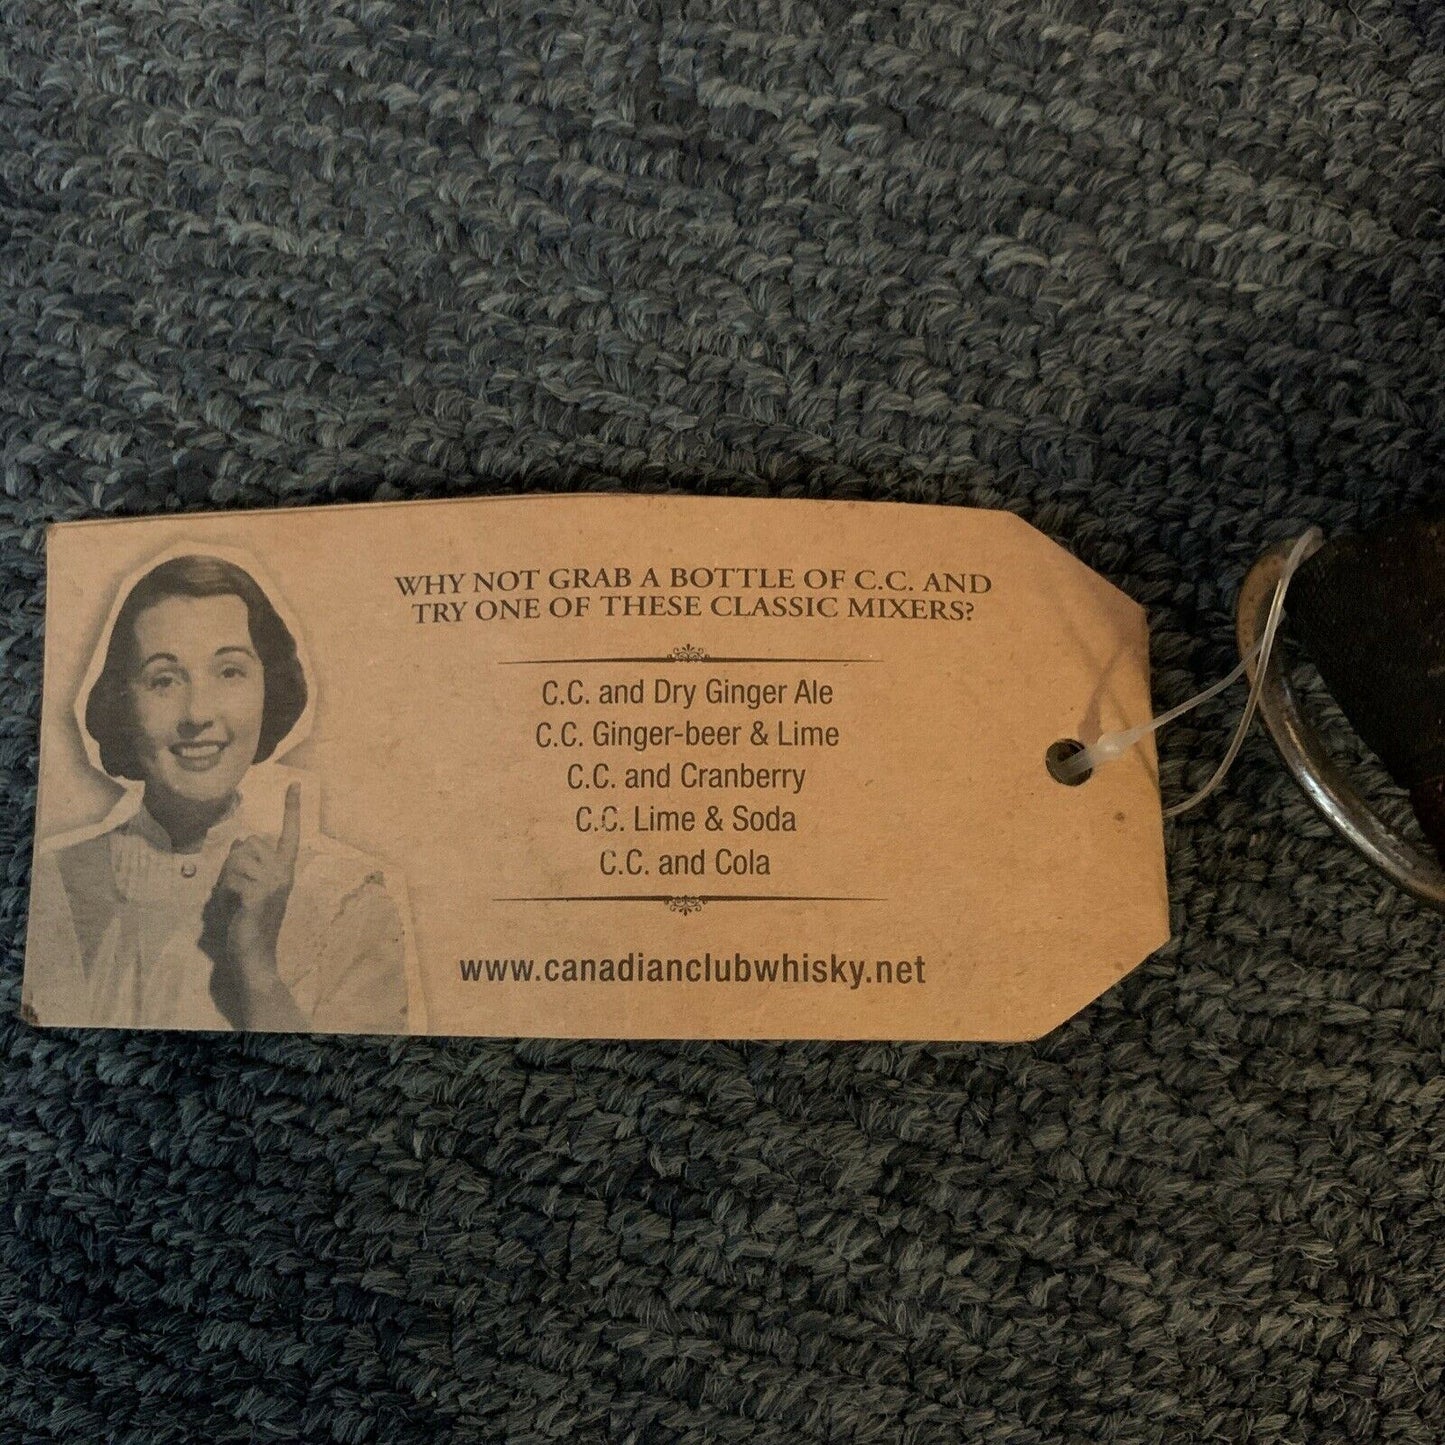 WHY NOT GRAB A BOTTLE OF C.C. AND
TRY ONE OF THESE CLASSIC MIXERS?
C.C. and Dry Ginger Ale
C.C. Ginger-beer & Lime
C.C. and Cranberry
C.C. Lime & Soda
C.C. and Cola
www.canadianclubwhisky.net